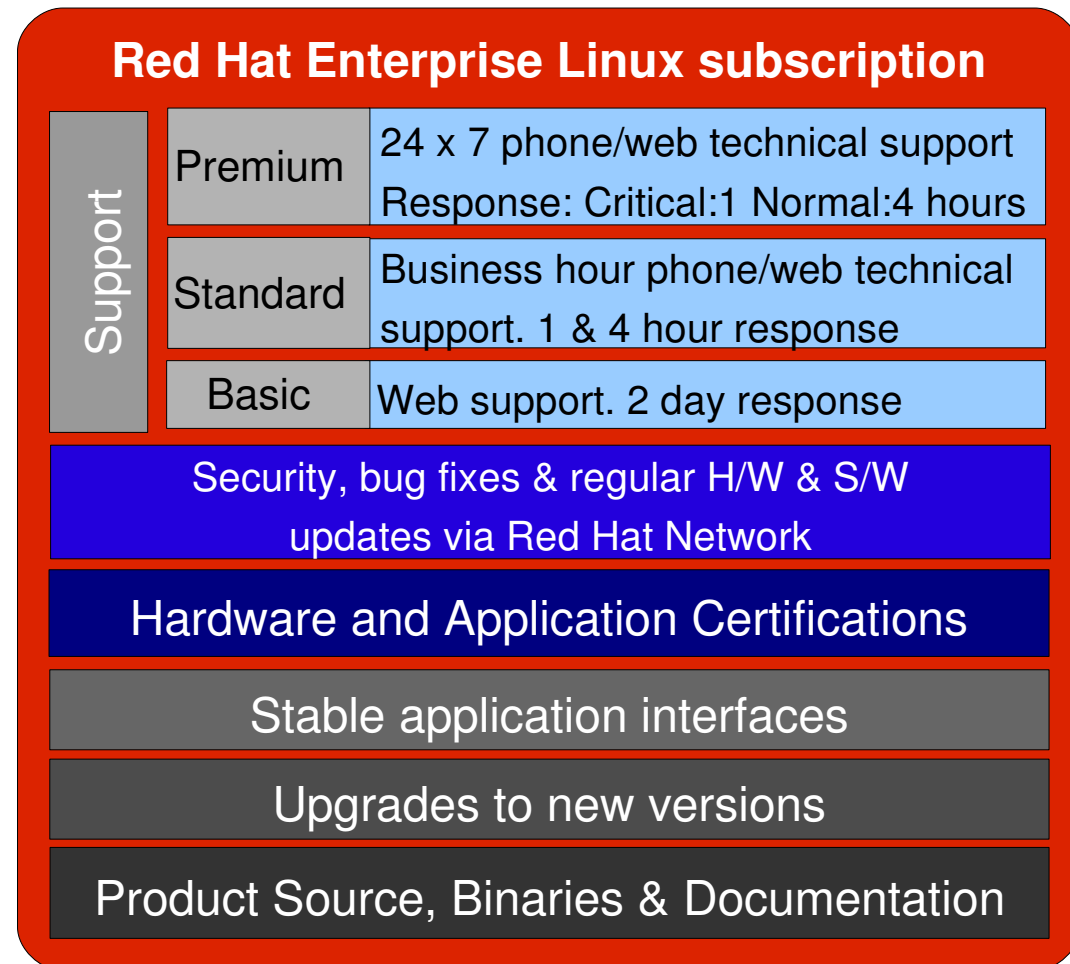 Red Hat Enterprise Linux subscription
Support
Premium
24 x 7 phone/web technical support
Response: Critical:1 Normal:4 hours
Standard
Business hour phone/web technical
support. 1 & 4 hour response
Basic
Web support. 2 day response
Security, bug fixes & regular H/W & S/W
updates via Red Hat Network
Hardware and Application Certifications
Stable application interfaces
Upgrades to new versions
Product Source, Binaries & Documentation